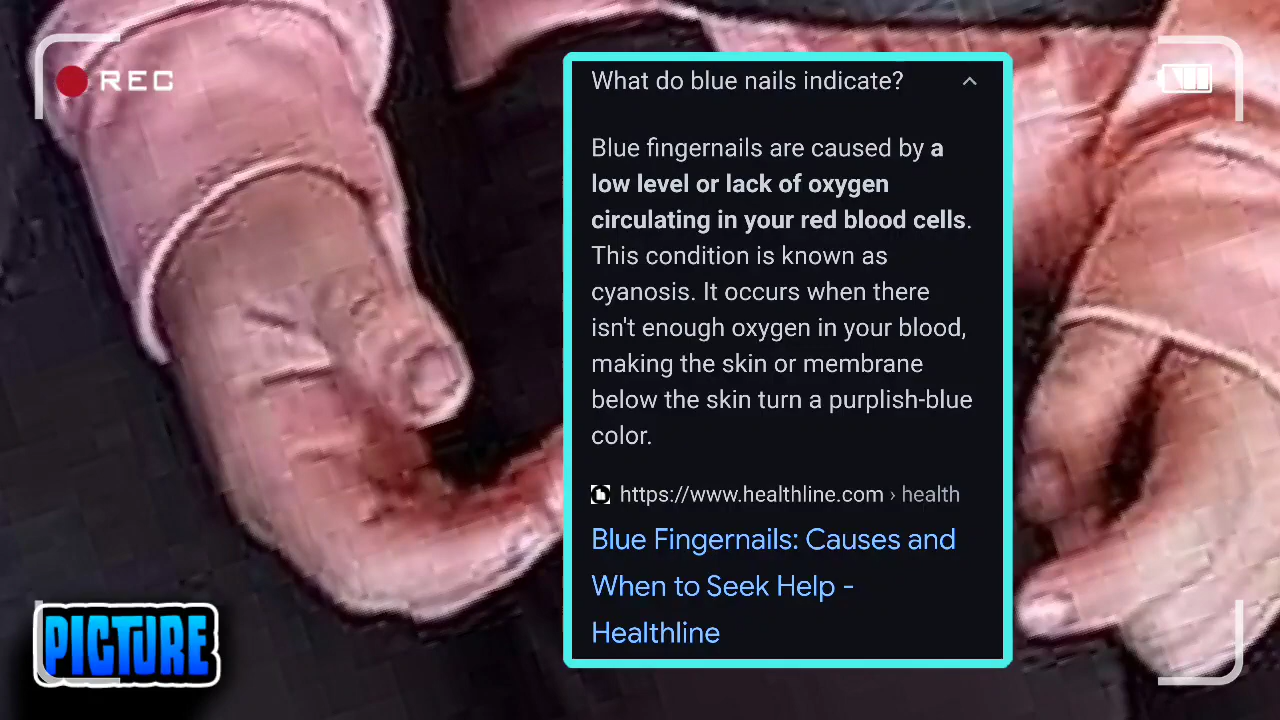 REC
What do blue nails indicate?
Blue fingernails are caused by a
low level or lack of oxygen
circulating in your red blood cells.
This condition is known as
cyanosis. It occurs when there
isn't enough oxygen in your blood,
making the skin or membrane
below the skin turn a purplish-blue
color.
https://www.healthline.com › health
Blue Fingernails: Causes and
When to Seek Help -
Healthline
PICTURE